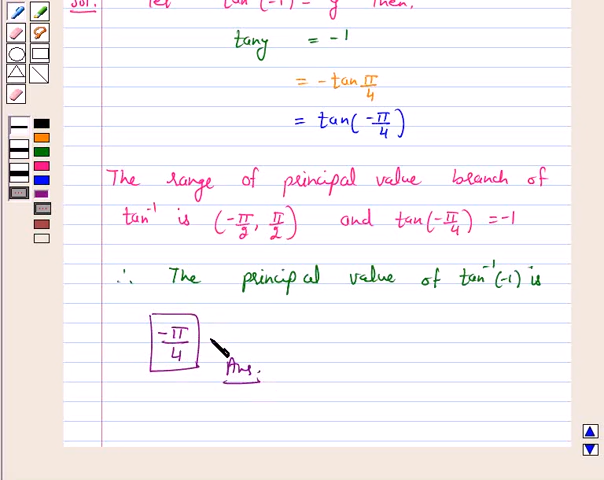 Sol. Let tan⁻¹(-1) = y Then,
tany = -1
= -tan π/4
= tan(-π/4)
The range of principal value branch of
tan⁻¹ is (-π/2, π/2) and tan(-π/4) = -1
∴ The principal value of tan⁻¹(-1) is
-π/4
Ans.